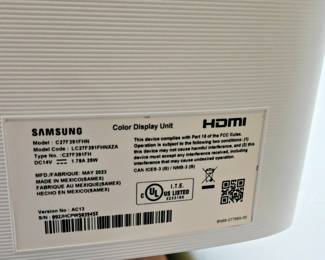 SAMSUNG
Color Display Unit
HDMI
Model : C27F391FHN
Model Code : LC27F391FHNXZA
Type No. : C27F391FH
DC14V 1.78A 25W
This device complies with Part 15 of the FCC Rules.
Operation is subject to the following two conditions: (1) this device
may not cause harmful interference, and (2) this device must
accept any interference received, including interference that may
cause undesired operation.
CAN ICES-3 (B) / NMB-3 (B)
MFD./FABRIQUÉ : MAY 2023
FABRIQUE AU MEXIQUE(SAMEX)
MADE IN MEXICO(SAMEX)
FABRICADO EN MEXICO(SAMEX)
C UL US LISTED
I.T.E.
Version No : AC13
S/N :